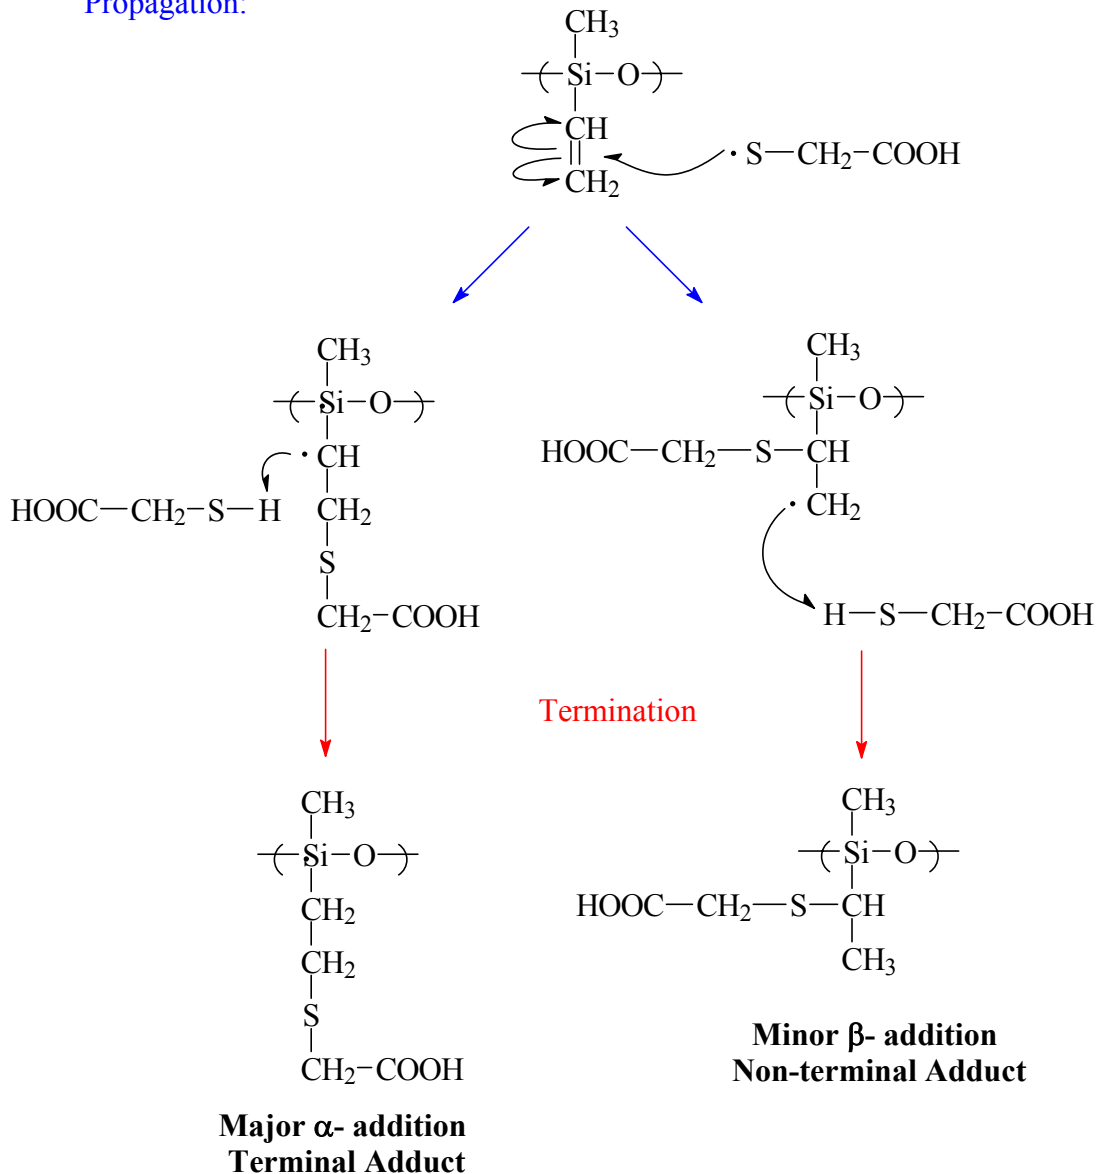 Propagation:
CH3
( Si–O )
CH
CH2
· S–CH2–COOH
CH3
( Si–O )
· CH
HOOC–CH2–S–H
CH2
S
CH2–COOH
CH3
( Si–O )
HOOC–CH2–S–CH
· CH2
H–S–CH2–COOH
Termination
CH3
( Si–O )
CH2
CH2
S
CH2–COOH
Major α- addition
Terminal Adduct
CH3
( Si–O )
HOOC–CH2–S–CH
CH3
Minor β- addition
Non-terminal Adduct